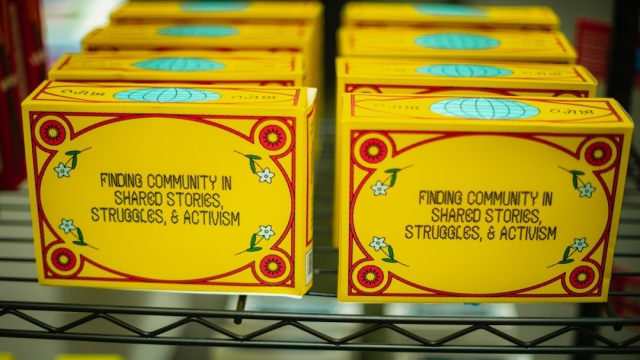 FINDING COMMUNITY IN
SHARED STORIES,
STRUGGLES, & ACTIVISM
FINDING COMMUNITY IN
SHARED STORIES,
STRUGGLES, & ACTIVISM